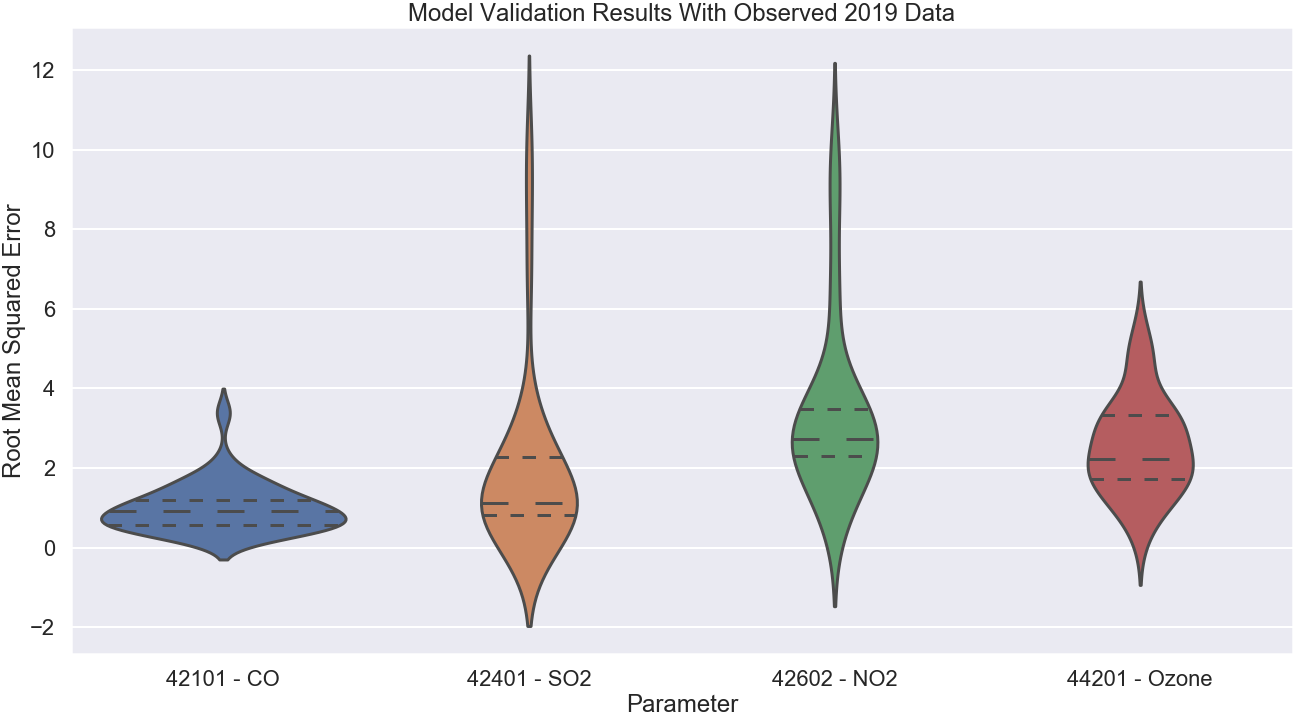 Model Validation Results With Observed 2019 Data
Root Mean Squared Error
12
10
8
6
4
2
0
−2
42101 - CO
42401 - SO2
42602 - NO2
44201 - Ozone
Parameter